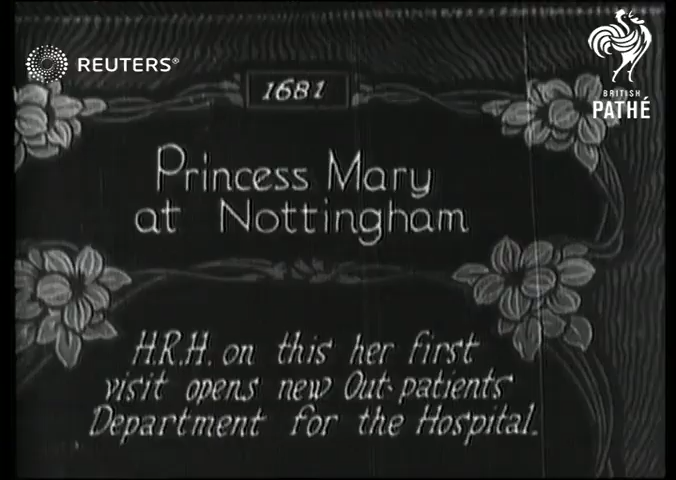 REUTERS®
BRITISH
PATHÉ
1681
Princess Mary
at Nottingham
H.R.H. on this her first
visit opens new Out-patients
Department for the Hospital.